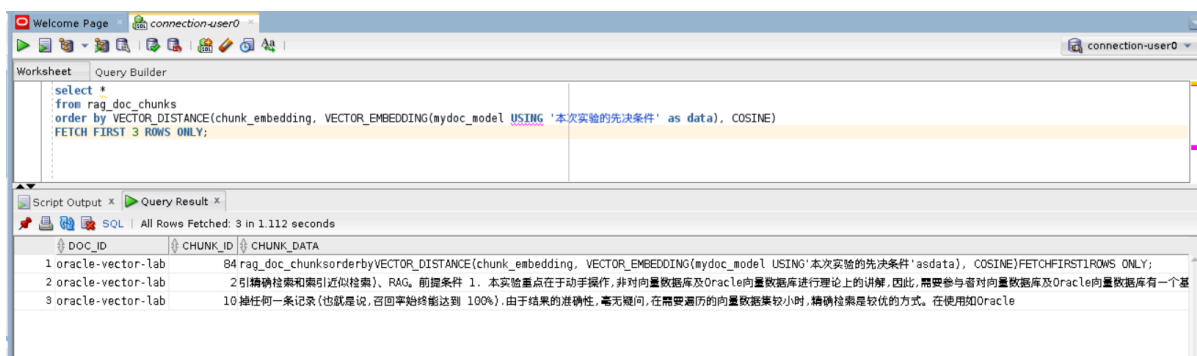 Welcome Page
connection-user0
connection-user0
Worksheet Query Builder
select *
from rag_doc_chunks
order by VECTOR_DISTANCE(chunk_embedding, VECTOR_EMBEDDING(mydoc_model USING '本次实验的先决条件' as data), COSINE)
FETCH FIRST 3 ROWS ONLY;
Script Output Query Result
SQL | All Rows Fetched: 3 in 1.112 seconds
DOC_ID CHUNK_ID CHUNK_DATA
1 oracle-vector-lab 84 rag_doc_chunksorderbyVECTOR_DISTANCE(chunk_embedding, VECTOR_EMBEDDING(mydoc_model USING'本次实验的先决条件'asdata), COSINE)FETCHFIRST1ROWS ONLY;
2 oracle-vector-lab 2 引精确检索和索引近似检索)、RAG。前提条件 1. 本实验重点在于动手操作,非对向量数据库及Oracle向量数据库进行理论上的讲解,因此,需要参与者对向量数据库及Oracle向量数据库有一个基
3 oracle-vector-lab 10 掉任何一条记录(也就是说,召回率始终能达到 100%).由于结果的准确性,毫无疑问,在需要遍历的向量数据集较小时,精确检索是较优的方式。在使用如Oracle